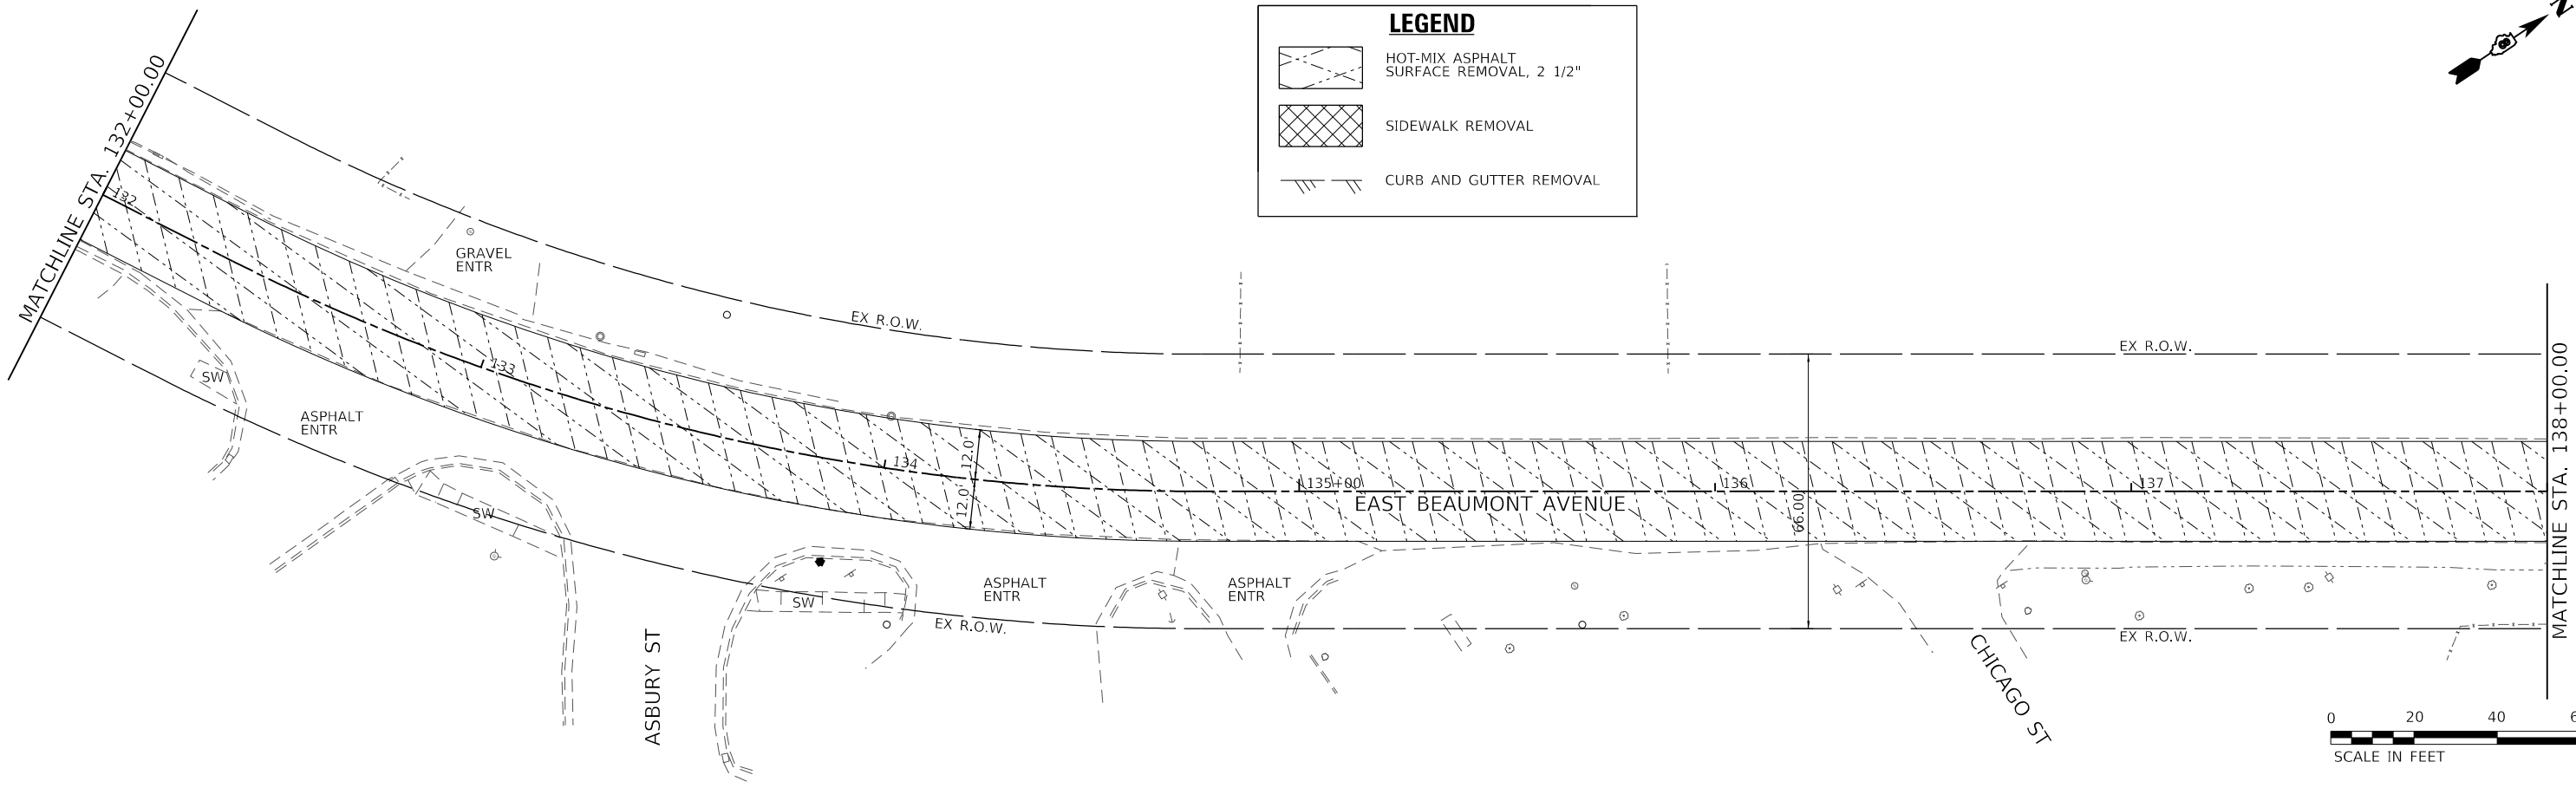 LEGEND
HOT-MIX ASPHALT
SURFACE REMOVAL, 2 1/2"
SIDEWALK REMOVAL
CURB AND GUTTER REMOVAL
N
MATCHLINE STA. 132+00.00
132
GRAVEL
ENTR
SW
ASPHALT
ENTR
133
EX R.O.W.
SW
134
12.0'
12.0'
135+00
EAST BEAUMONT AVENUE
136
137
66.00
EX R.O.W.
MATCHLINE STA. 138+00.00
ASBURY ST
SW
ASPHALT
ENTR
EX R.O.W.
ASPHALT
ENTR
CHICAGO ST
EX R.O.W.
0 20 40
SCALE IN FEET